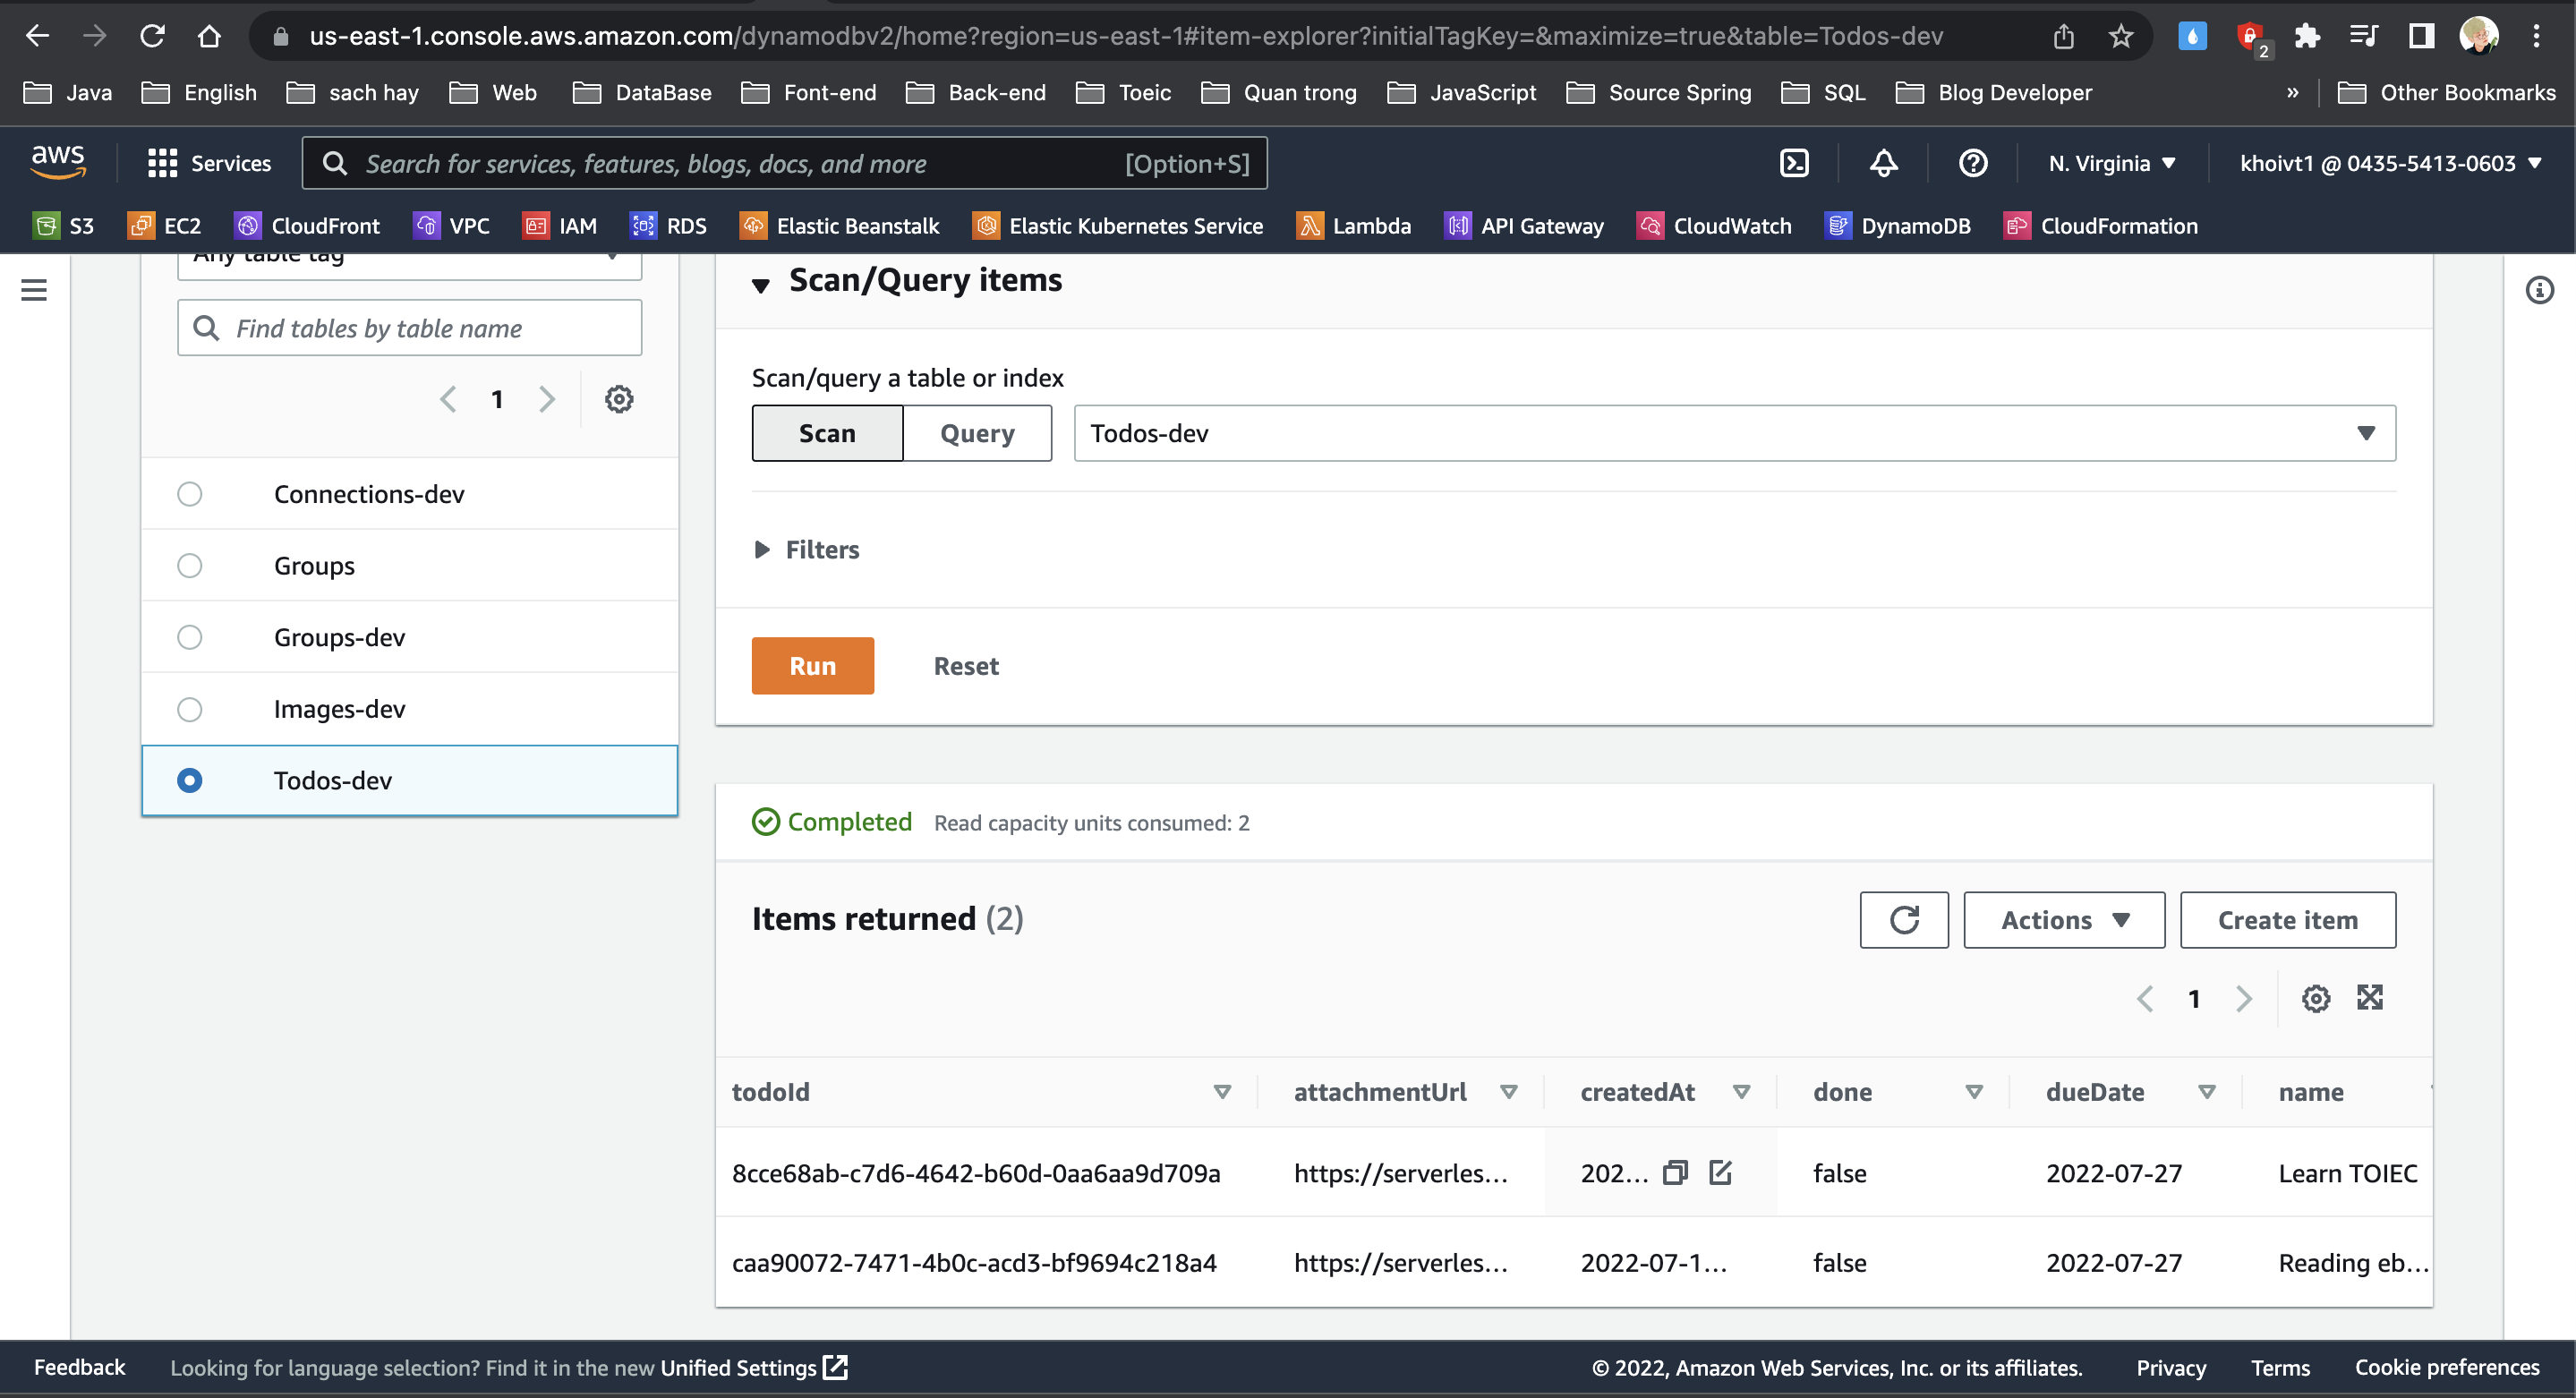 us-east-1.console.aws.amazon.com/dynamodbv2/home?region=us-east-1#item-explorer?initialTagKey=&maximize=true&table=Todos-dev
2
Java English sach hay Web DataBase Font-end Back-end Toeic Quan trong JavaScript Source Spring SQL Blog Developer » Other Bookmarks
aws Services Search for services, features, blogs, docs, and more [Option+S] N. Virginia khoivt1 @ 0435-5413-0603
S3 EC2 CloudFront VPC IAM RDS Elastic Beanstalk Elastic Kubernetes Service Lambda API Gateway CloudWatch DynamoDB CloudFormation
Any table tag
Find tables by table name
1
Connections-dev
Groups
Groups-dev
Images-dev
Todos-dev
Scan/Query items
Scan/query a table or index
Scan Query Todos-dev
Filters
Run Reset
Completed Read capacity units consumed: 2
Items returned (2) Actions Create item
1
todoId attachmentUrl createdAt done dueDate name
8cce68ab-c7d6-4642-b60d-0aa6aa9d709a https://serverles... 202... false 2022-07-27 Learn TOIEC
caa90072-7471-4b0c-acd3-bf9694c218a4 https://serverles... 2022-07-1... false 2022-07-27 Reading eb...
Feedback Looking for language selection? Find it in the new Unified Settings © 2022, Amazon Web Services, Inc. or its affiliates. Privacy Terms Cookie preferences